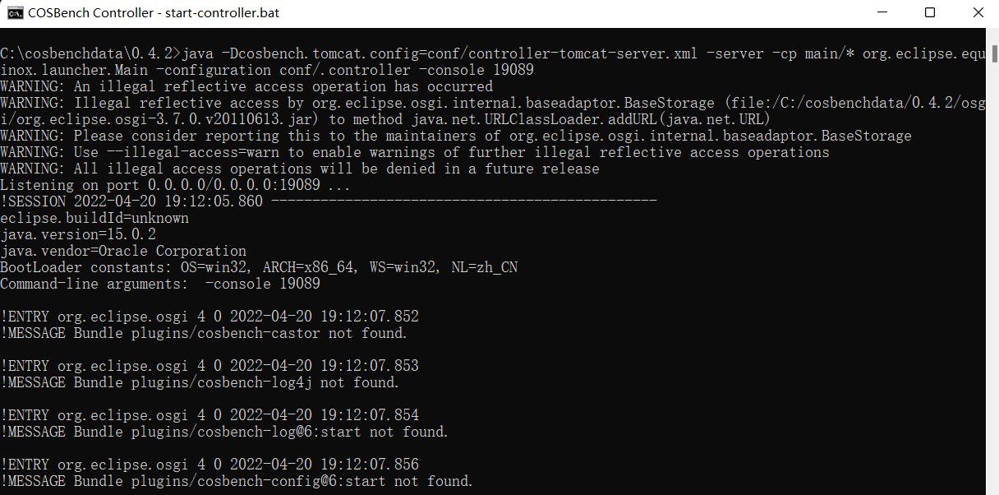 COSBench Controller - start-controller.bat
C:\cosbenchdata\0.4.2>java -Dcosbench.tomcat.config=conf/controller-tomcat-server.xml -server -cp main/* org.eclipse.equ
inox.launcher.Main -configuration conf/.controller -console 19089
WARNING: An illegal reflective access operation has occurred
WARNING: Illegal reflective access by org.eclipse.osgi.internal.baseadaptor.BaseStorage (file:/C:/cosbenchdata/0.4.2/osg
i/org.eclipse.osgi-3.7.0.v20110613.jar) to method java.net.URLClassLoader.addURL(java.net.URL)
WARNING: Please consider reporting this to the maintainers of org.eclipse.osgi.internal.baseadaptor.BaseStorage
WARNING: Use --illegal-access=warn to enable warnings of further illegal reflective access operations
WARNING: All illegal access operations will be denied in a future release
Listening on port 0.0.0.0/0.0.0.0:19089 ...
!SESSION 2022-04-20 19:12:05.860 -----------------------------------------------
eclipse.buildId=unknown
java.version=15.0.2
java.vendor=Oracle Corporation
BootLoader constants: OS=win32, ARCH=x86_64, WS=win32, NL=zh_CN
Command-line arguments:  -console 19089
!ENTRY org.eclipse.osgi 4 0 2022-04-20 19:12:07.852
!MESSAGE Bundle plugins/cosbench-castor not found.
!ENTRY org.eclipse.osgi 4 0 2022-04-20 19:12:07.853
!MESSAGE Bundle plugins/cosbench-log4j not found.
!ENTRY org.eclipse.osgi 4 0 2022-04-20 19:12:07.854
!MESSAGE Bundle plugins/cosbench-log@6:start not found.
!ENTRY org.eclipse.osgi 4 0 2022-04-20 19:12:07.856
!MESSAGE Bundle plugins/cosbench-config@6:start not found.